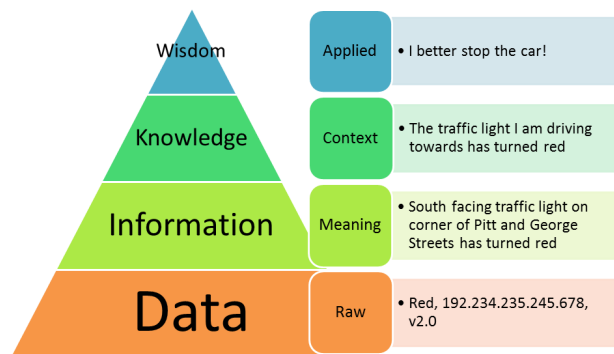 Wisdom
Applied
• I better stop the car!
Knowledge
Context
• The traffic light I am driving
towards has turned red
Information
Meaning
• South facing traffic light on
corner of Pitt and George
Streets has turned red
Data
Raw
• Red, 192.234.235.245.678,
v2.0